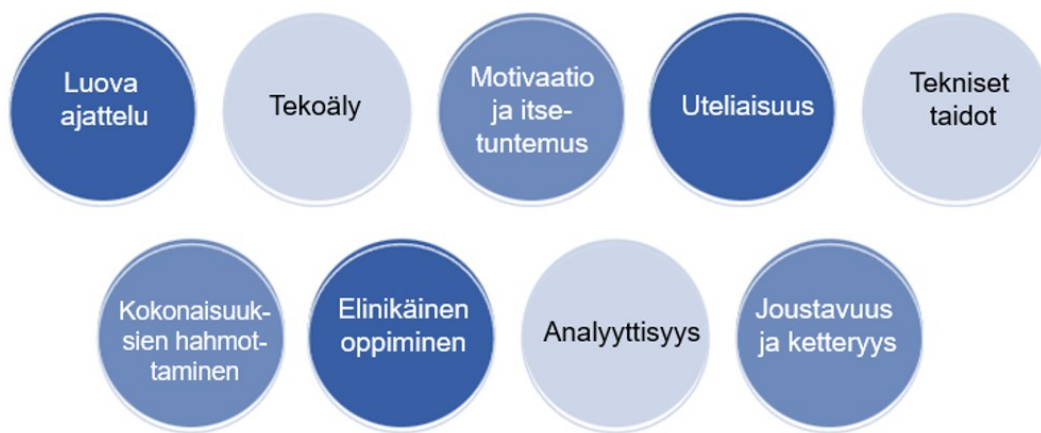 Luova
ajattelu
Tekoäly
Motivaatio
ja itse-
tuntemus
Uteliaisuus
Tekniset
taidot
Kokonaisuuk-
sien hahmot-
taminen
Elinikäinen
oppiminen
Analyyttisyys
Joustavuus
ja ketteryys